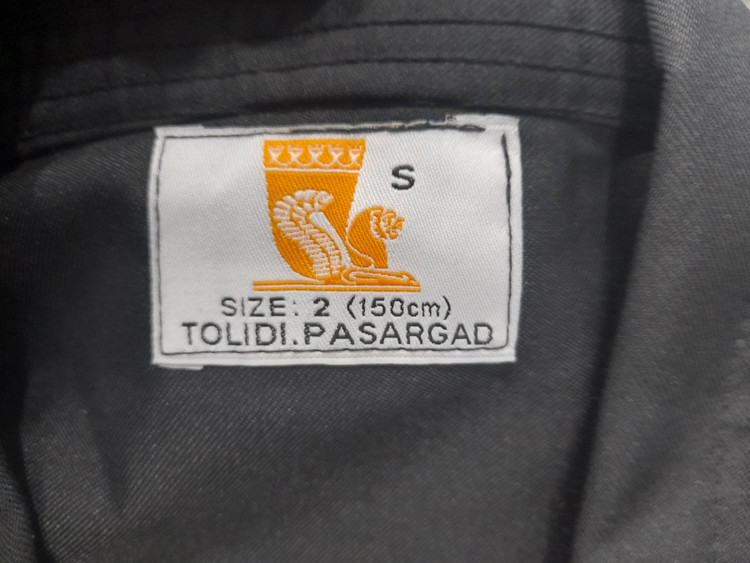 S
SIZE: 2 (150cm)
TOLIDI.PASARGAD